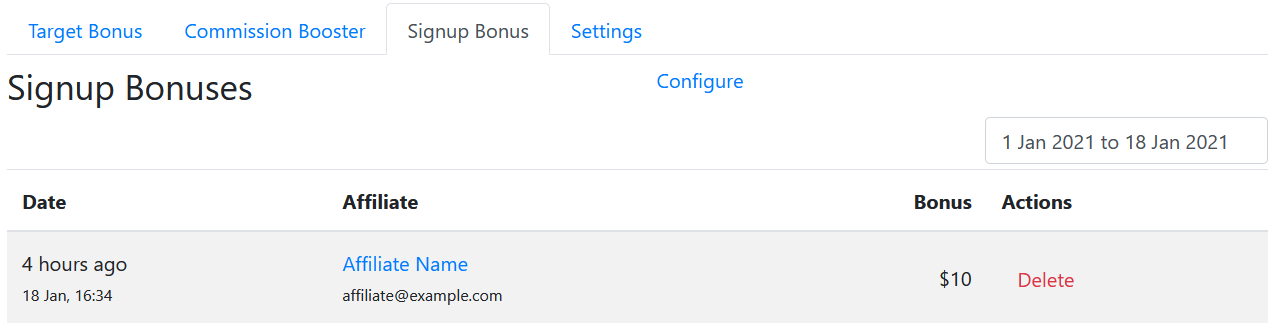 Target Bonus Commission Booster Signup Bonus Settings
Signup Bonuses Configure
1 Jan 2021 to 18 Jan 2021
Date Affiliate Bonus Actions
4 hours ago Affiliate Name
$10 Delete
18 Jan, 16:34 affiliate@example.com